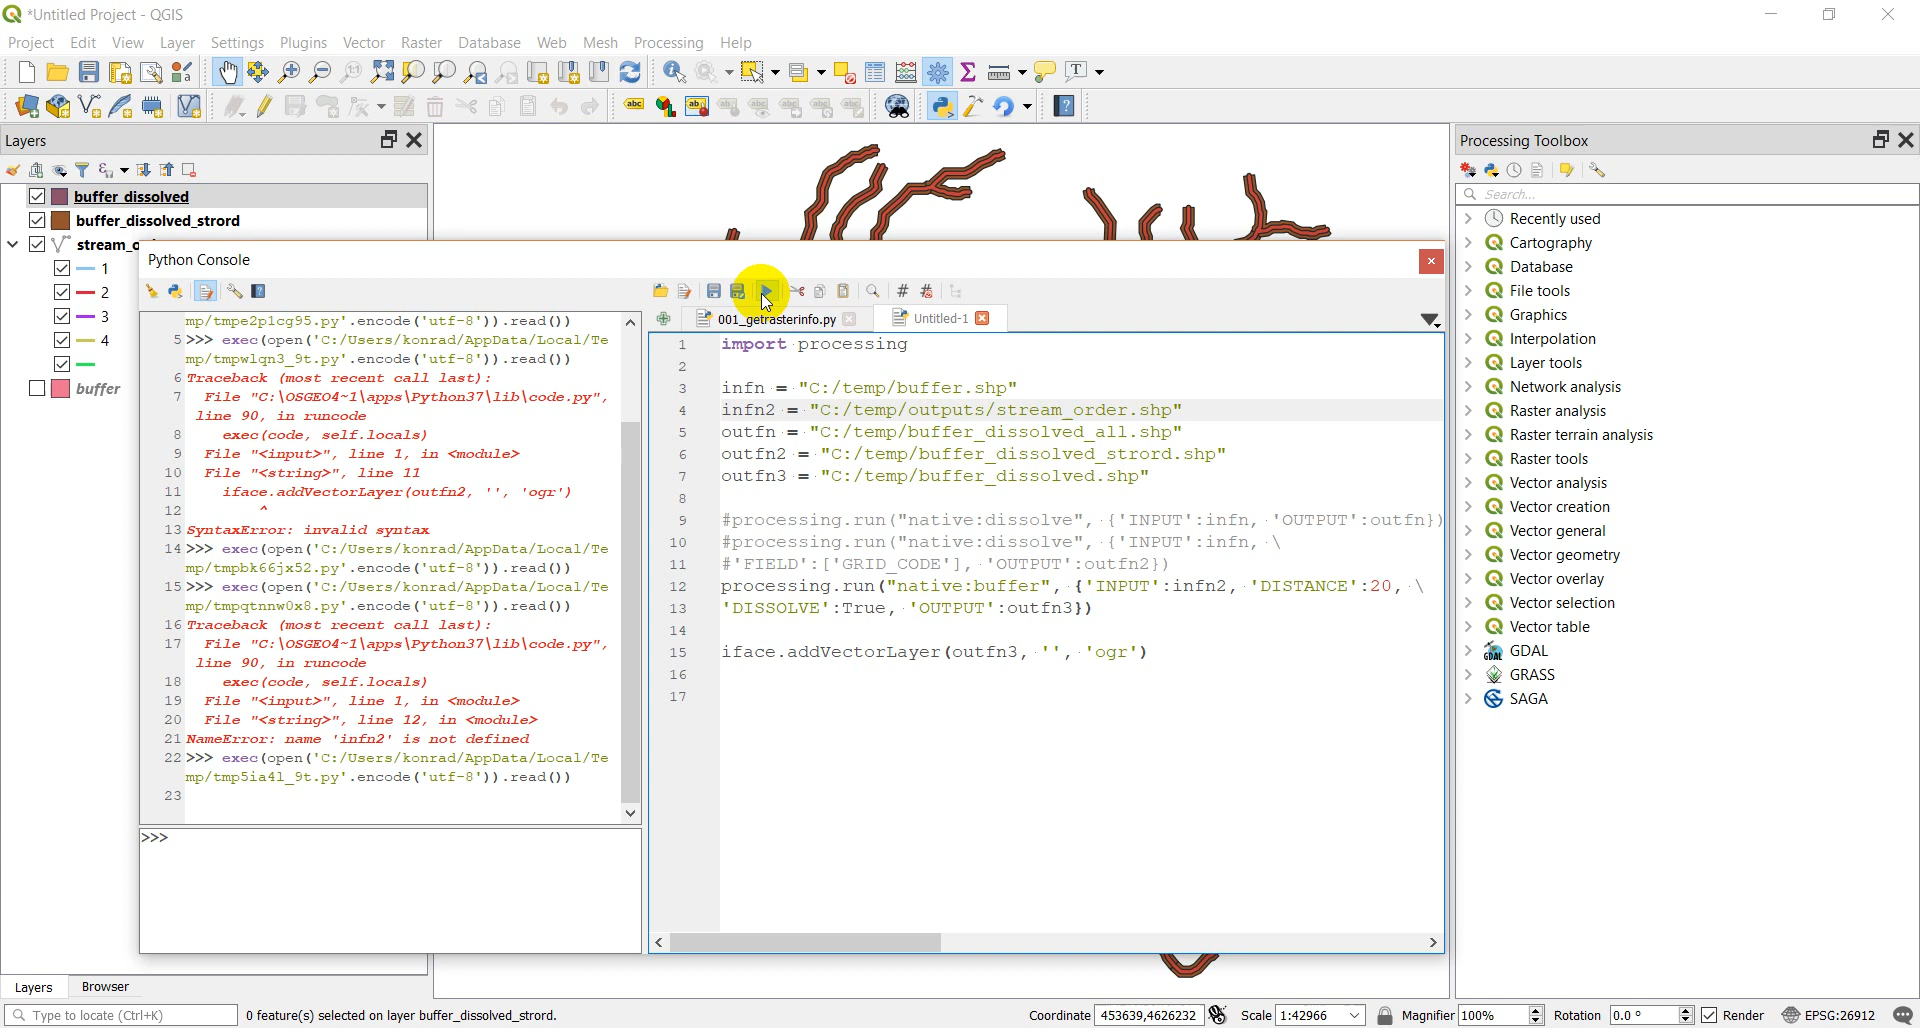 *Untitled Project - QGIS
Project Edit View Layer Settings Plugins Vector Raster Database Web Mesh Processing Help
Layers
buffer_dissolved
buffer_dissolved_strord
stream_o
1
2
3
4
buffer
Python Console
mp/tmpe2p1cg95.py'.encode('utf-8')).read())
5 >>> exec(open('C:/Users/konrad/AppData/Local/Te
mp/tmpwlqn3_9t.py'.encode('utf-8')).read())
6 Traceback (most recent call last):
7 File "C:\OSGEO4~1\apps\Python37\lib\code.py",
line 90, in runcode
8 exec(code, self.locals)
9 File "<input>", line 1, in <module>
10 File "<string>", line 11
11 iface.addVectorLayer(outfn2, '', 'ogr')
12 ^
13 SyntaxError: invalid syntax
14 >>> exec(open('C:/Users/konrad/AppData/Local/Te
mp/tmpbk66jx52.py'.encode('utf-8')).read())
15 >>> exec(open('C:/Users/konrad/AppData/Local/Te
mp/tmpqtnnw0x8.py'.encode('utf-8')).read())
16 Traceback (most recent call last):
17 File "C:\OSGEO4~1\apps\Python37\lib\code.py",
line 90, in runcode
18 exec(code, self.locals)
19 File "<input>", line 1, in <module>
20 File "<string>", line 12, in <module>
21 NameError: name 'infn2' is not defined
22 >>> exec(open('C:/Users/konrad/AppData/Local/Te
mp/tmp5ia4l_9t.py'.encode('utf-8')).read())
23
>>>
001_getrasterinfo.py Untitled-1
1 import processing
2
3 infn = "C:/temp/buffer.shp"
4 infn2 = "C:/temp/outputs/stream_order.shp"
5 outfn = "C:/temp/buffer_dissolved_all.shp"
6 outfn2 = "C:/temp/buffer_dissolved_strord.shp"
7 outfn3 = "C:/temp/buffer_dissolved.shp"
8
9 #processing.run("native:dissolve", {'INPUT':infn, 'OUTPUT':outfn})
10 #processing.run("native:dissolve", {'INPUT':infn, \
11 #'FIELD':['GRID_CODE'], 'OUTPUT':outfn2})
12 processing.run("native:buffer", {'INPUT':infn2, 'DISTANCE':20, \
13 'DISSOLVE':True, 'OUTPUT':outfn3})
14
15 iface.addVectorLayer(outfn3, '', 'ogr')
16
17
Processing Toolbox
Search...
Recently used
Cartography
Database
File tools
Graphics
Interpolation
Layer tools
Network analysis
Raster analysis
Raster terrain analysis
Raster tools
Vector analysis
Vector creation
Vector general
Vector geometry
Vector overlay
Vector selection
Vector table
GDAL
GRASS
SAGA
Layers Browser
Type to locate (Ctrl+K) 0 feature(s) selected on layer buffer_dissolved_strord. Coordinate 453639,4626232 Scale 1:42966 Magnifier 100% Rotation 0.0 ° Render EPSG:26912